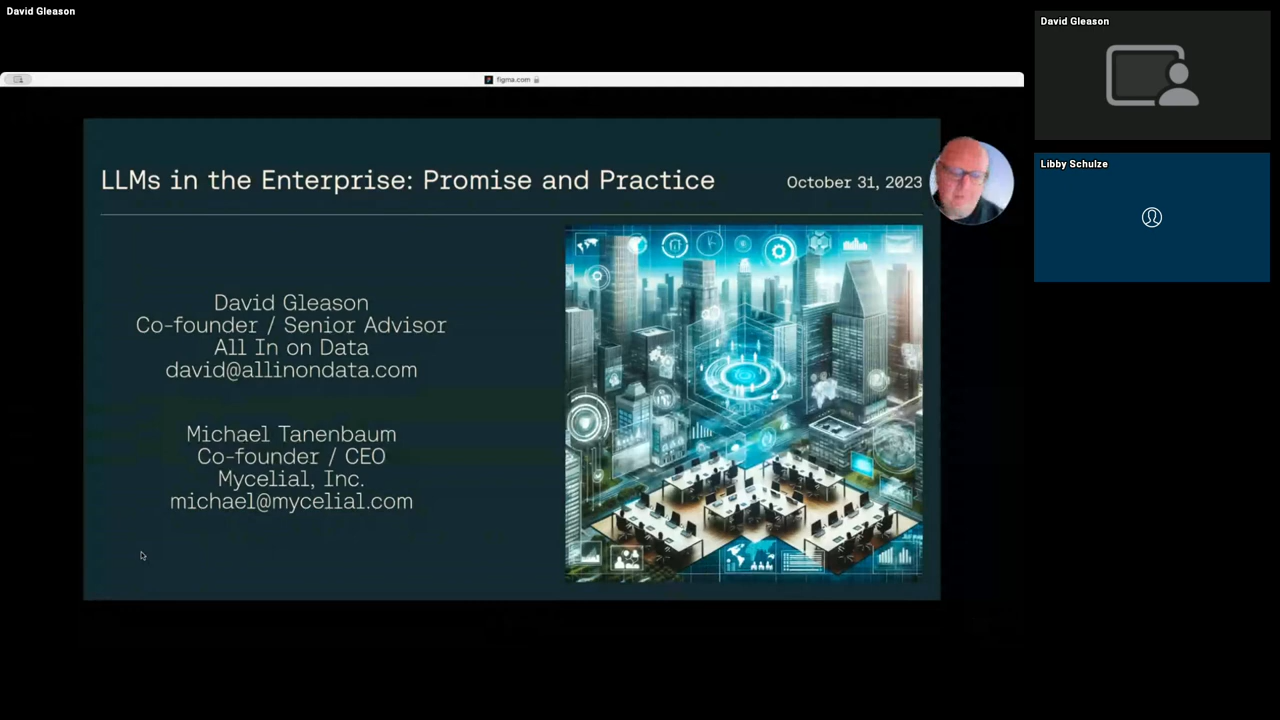 David Gleason
figma.com
LLMs in the Enterprise: Promise and Practice
October 31, 2023
David Gleason
Co-founder / Senior Advisor
All In on Data
david@allinondata.com
Michael Tanenbaum
Co-founder / CEO
Mycelial, Inc.
michael@mycelial.com
David Gleason
Libby Schulze